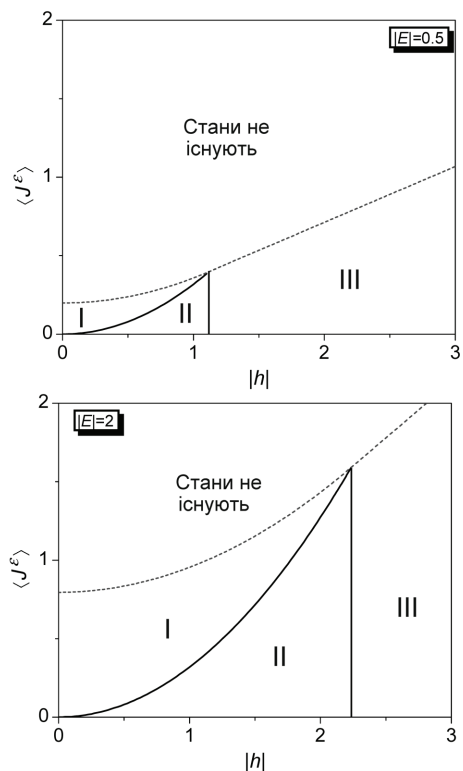 2
|E|=0.5
Стани не
існують
⟨J^ε⟩
1
III
I
II
0
0
1
2
3
|h|
2
|E|=2
Стани не
існують
⟨J^ε⟩
1
I
III
II
0
0
1
2
3
|h|